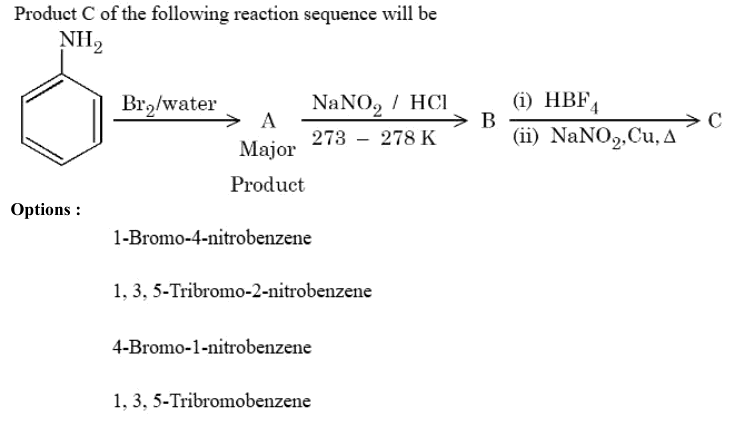 Product C of the following reaction sequence will be
NH₂
Br₂/water
A
Major
Product
NaNO₂ / HCl
273 – 278 K
B
(i) HBF₄
(ii) NaNO₂,Cu, Δ
C
Options :
1-Bromo-4-nitrobenzene
1, 3, 5-Tribromo-2-nitrobenzene
4-Bromo-1-nitrobenzene
1, 3, 5-Tribromobenzene